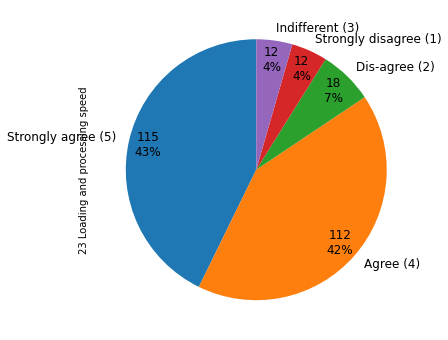 Indifferent (3)
12
4%
Strongly disagree (1)
12
4%
Dis-agree (2)
18
7%
Strongly agree (5)
115
43%
23 Loading and processing speed
112
42%
Agree (4)